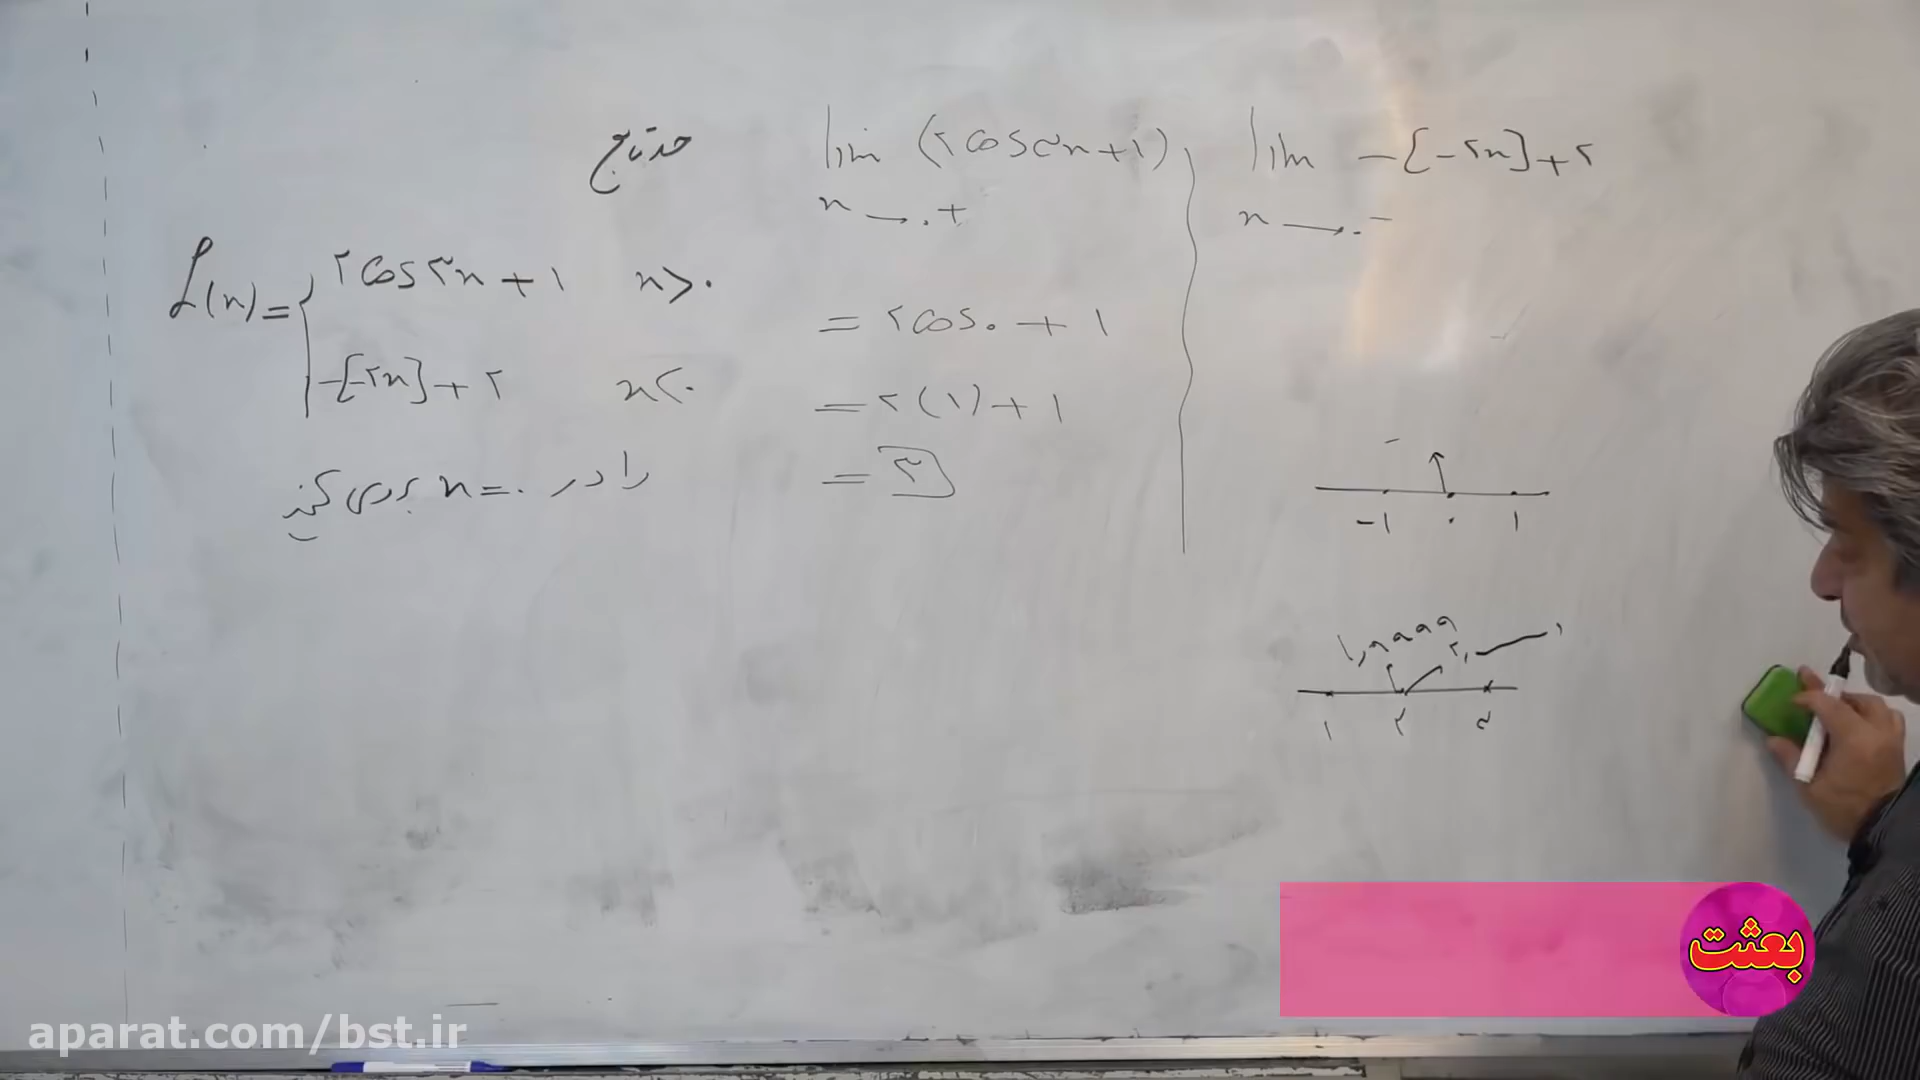 حد تابع
f(x) = { ۲cos۳x + ۱ x>۰
-[-۲x] + ۲ x<۰
را در x=۰ بررسی کنید
lim (۲cos۳x+۱)
x → ۰+
= ۲cos۰ + ۱
= ۲(۱) + ۱
= ۳
lim -[-۲x]+۲
x → ۰-
-
-۱ ۰ ۱
۱٫۹۹۹۹ ۲٫ ۱
۱ ۲ ۳
بعثت
aparat.com/bst.ir